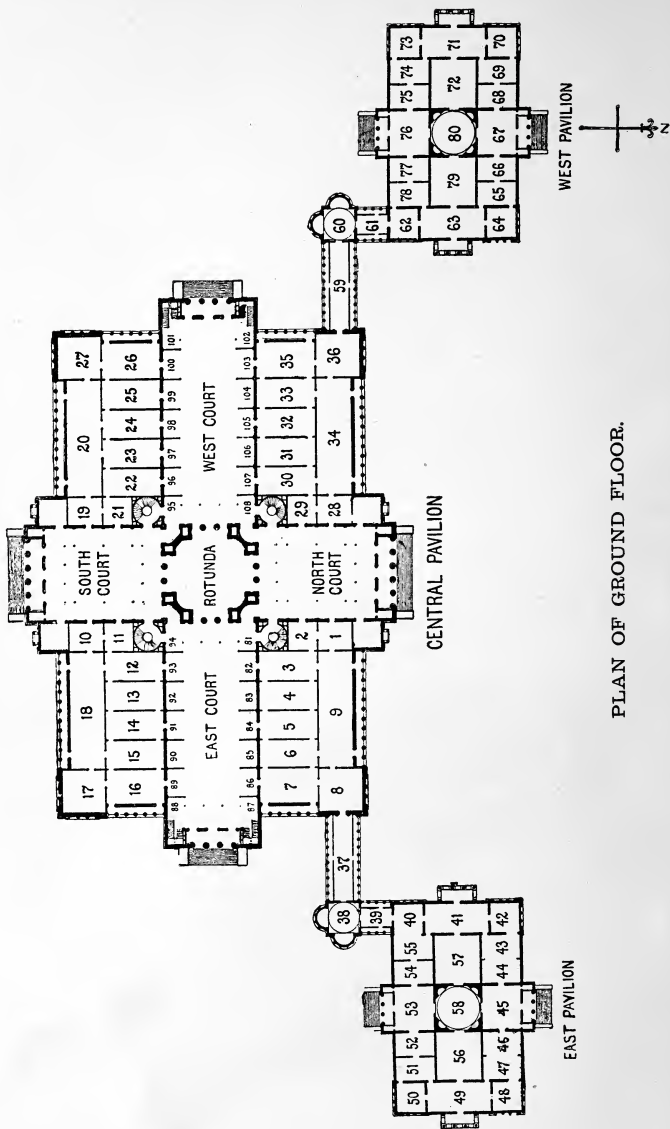 17 18 10 SOUTH COURT 19 20 27
16 15 14 13 12 11 21 22 23 24 25 26
88 89 90 91 92 93 94 95 96 97 98 99 100 101
EAST COURT ROTUNDA WEST COURT
87 86 85 84 83 82 81 108 107 106 105 104 103 102
7 6 5 4 3 2 29 30 31 32 33 35
8 9 1 NORTH COURT 28 34 36
38 37 59 60
39 61
CENTRAL PAVILION
50 51 52 53 54 55 40 62 78 77 76 75 74 73
49 56 58 57 41 63 79 80 72 71
48 47 46 45 44 43 42 64 65 66 67 68 69 70
EAST PAVILION WEST PAVILION
N
PLAN OF GROUND FLOOR.